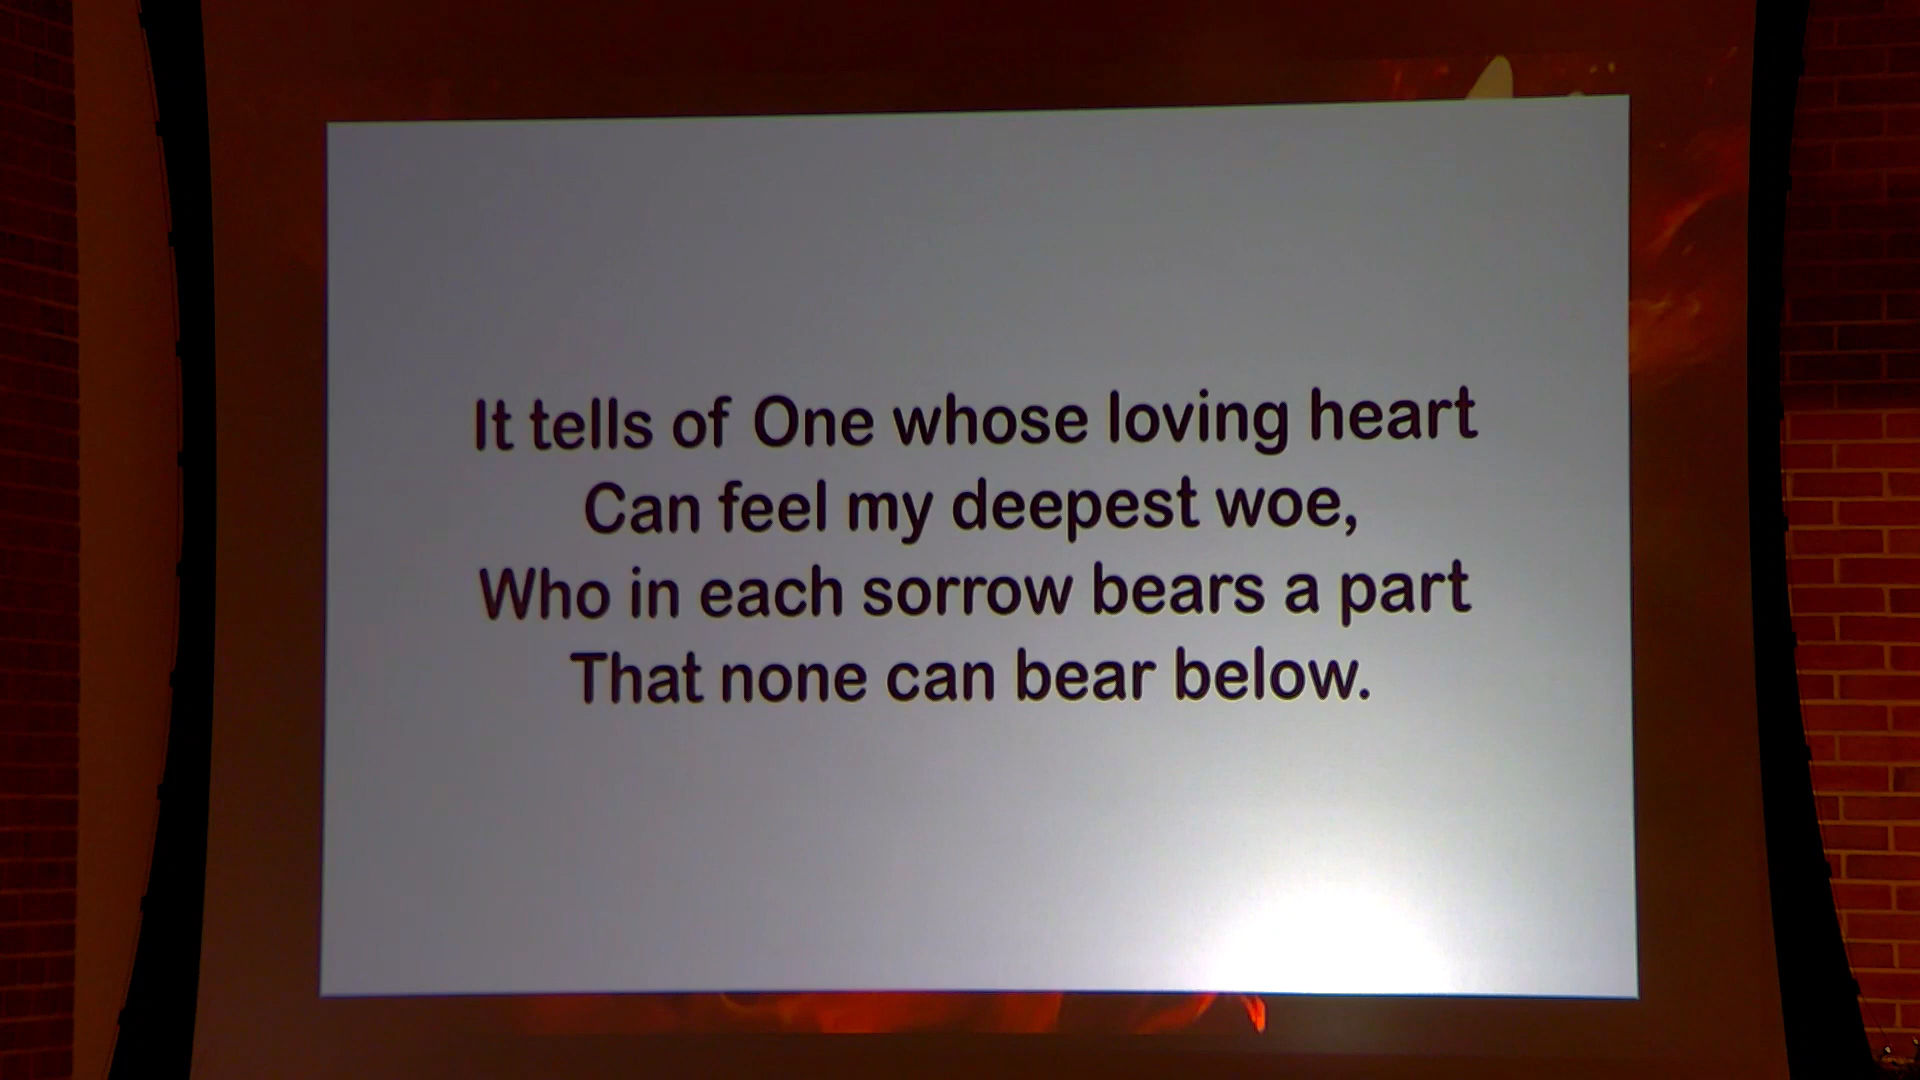 It tells of One whose loving heart
Can feel my deepest woe,
Who in each sorrow bears a part
That none can bear below.